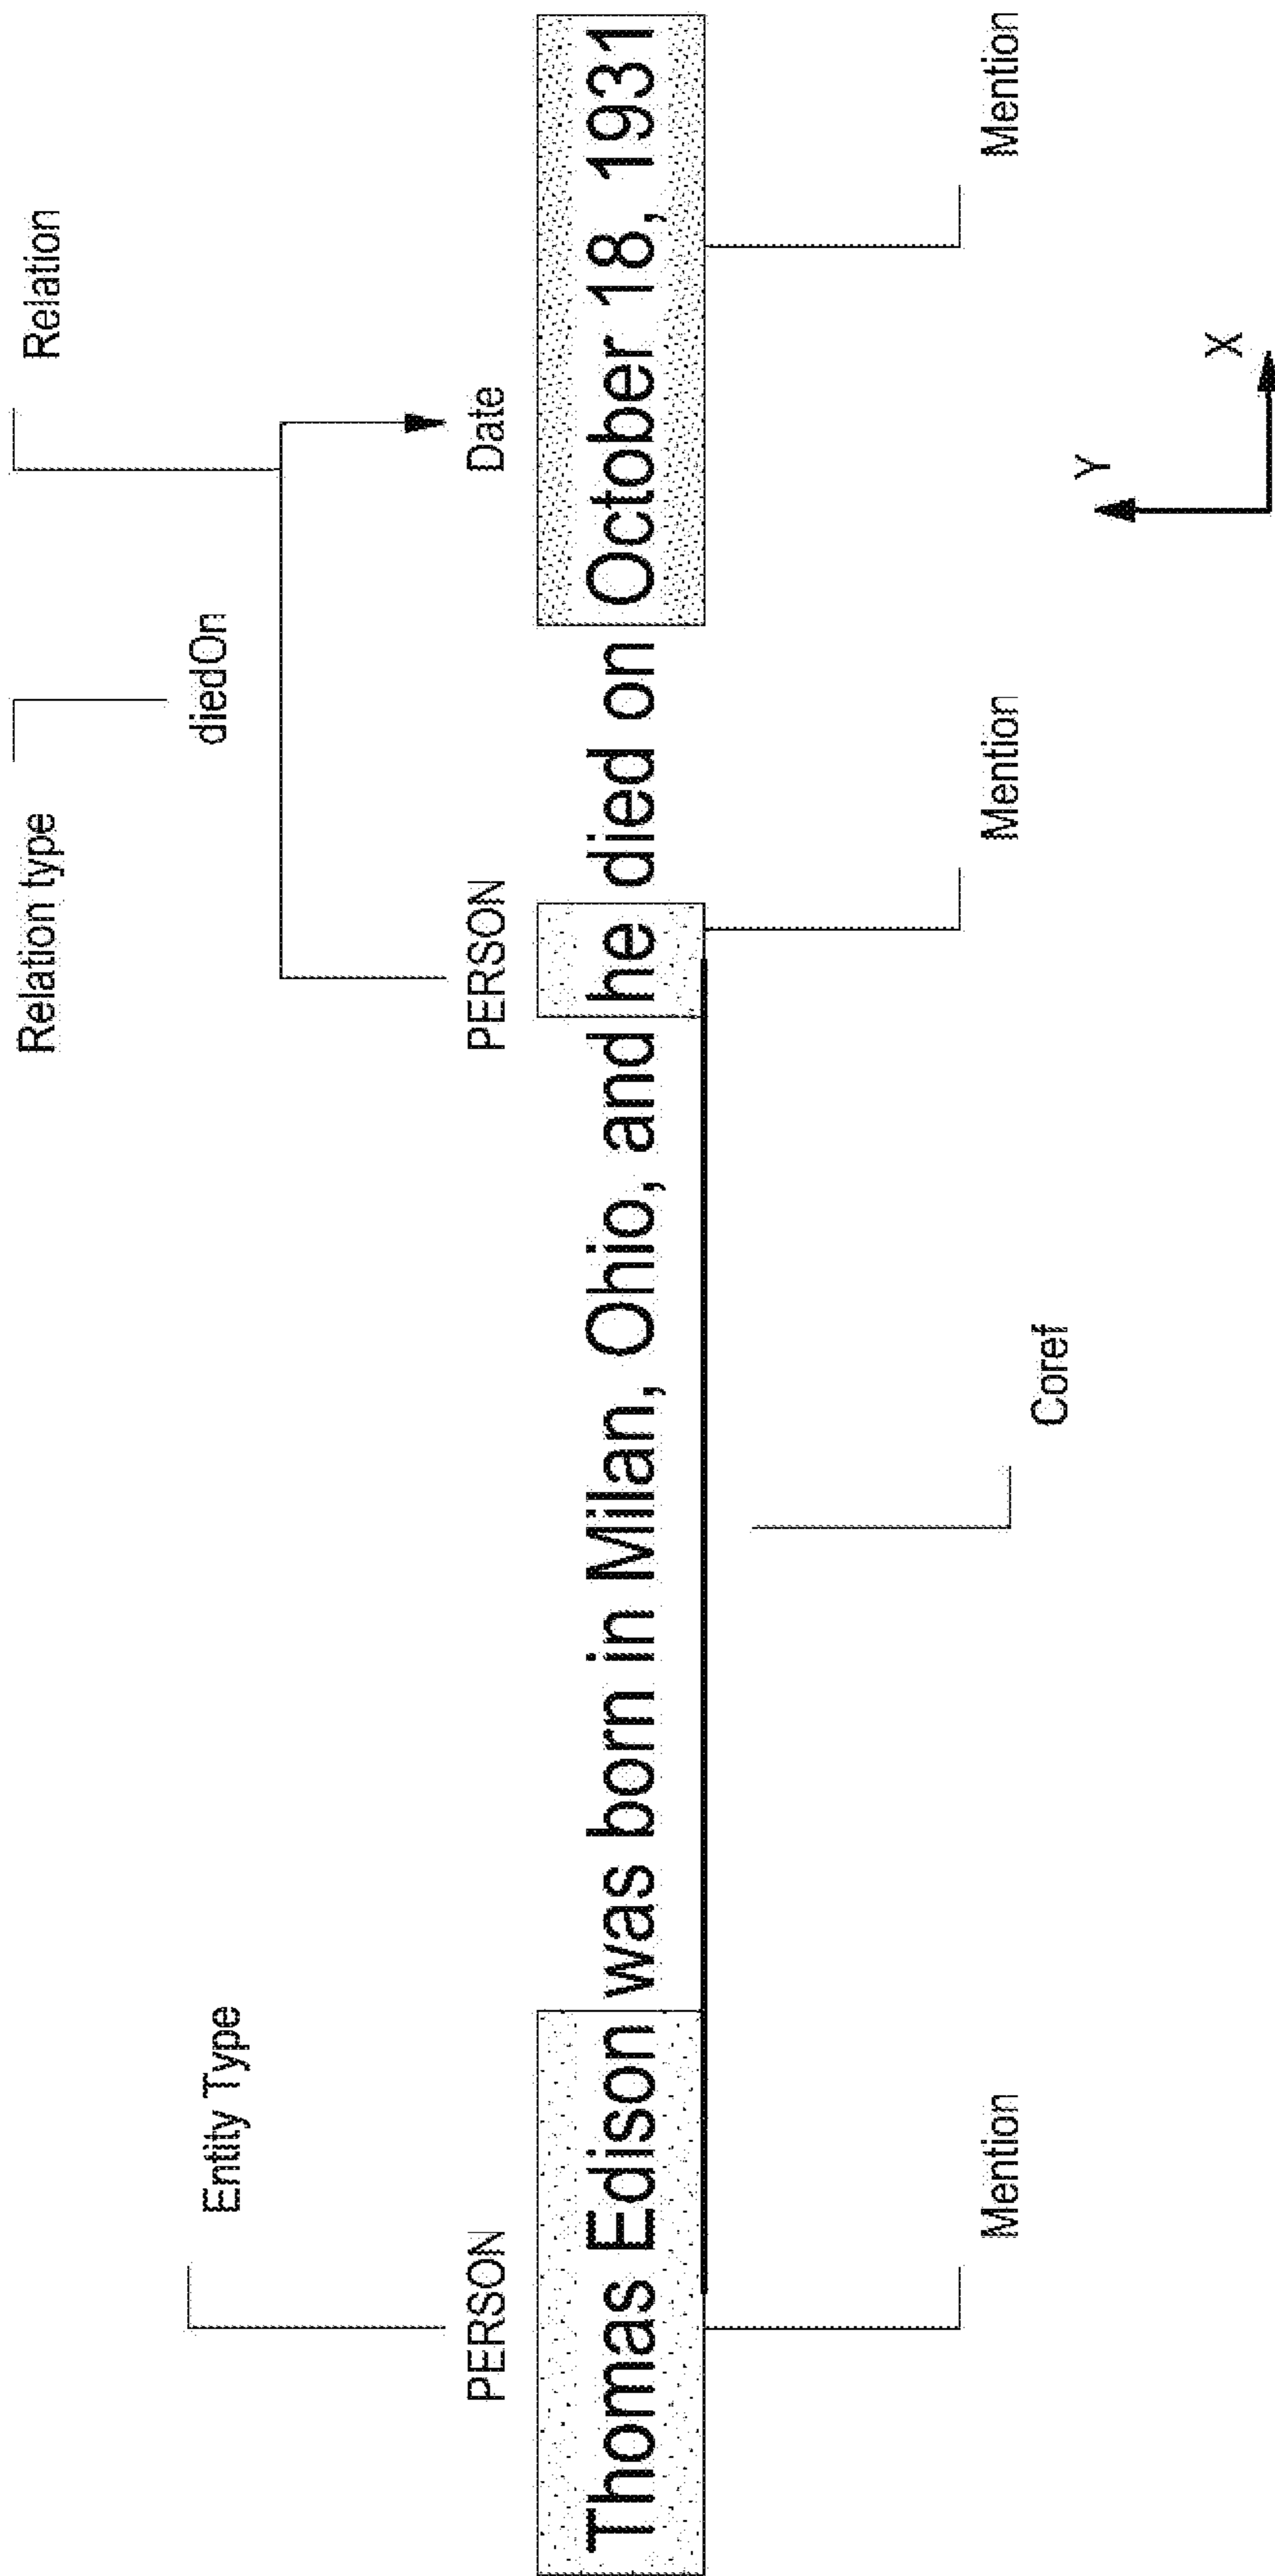 Relation type
Relation
Entity Type
diedOn
PERSON
PERSON
Date
Thomas Edison was born in Milan, Ohio, and he died on October 18, 1931
Mention
Mention
Mention
Coref
Y
X